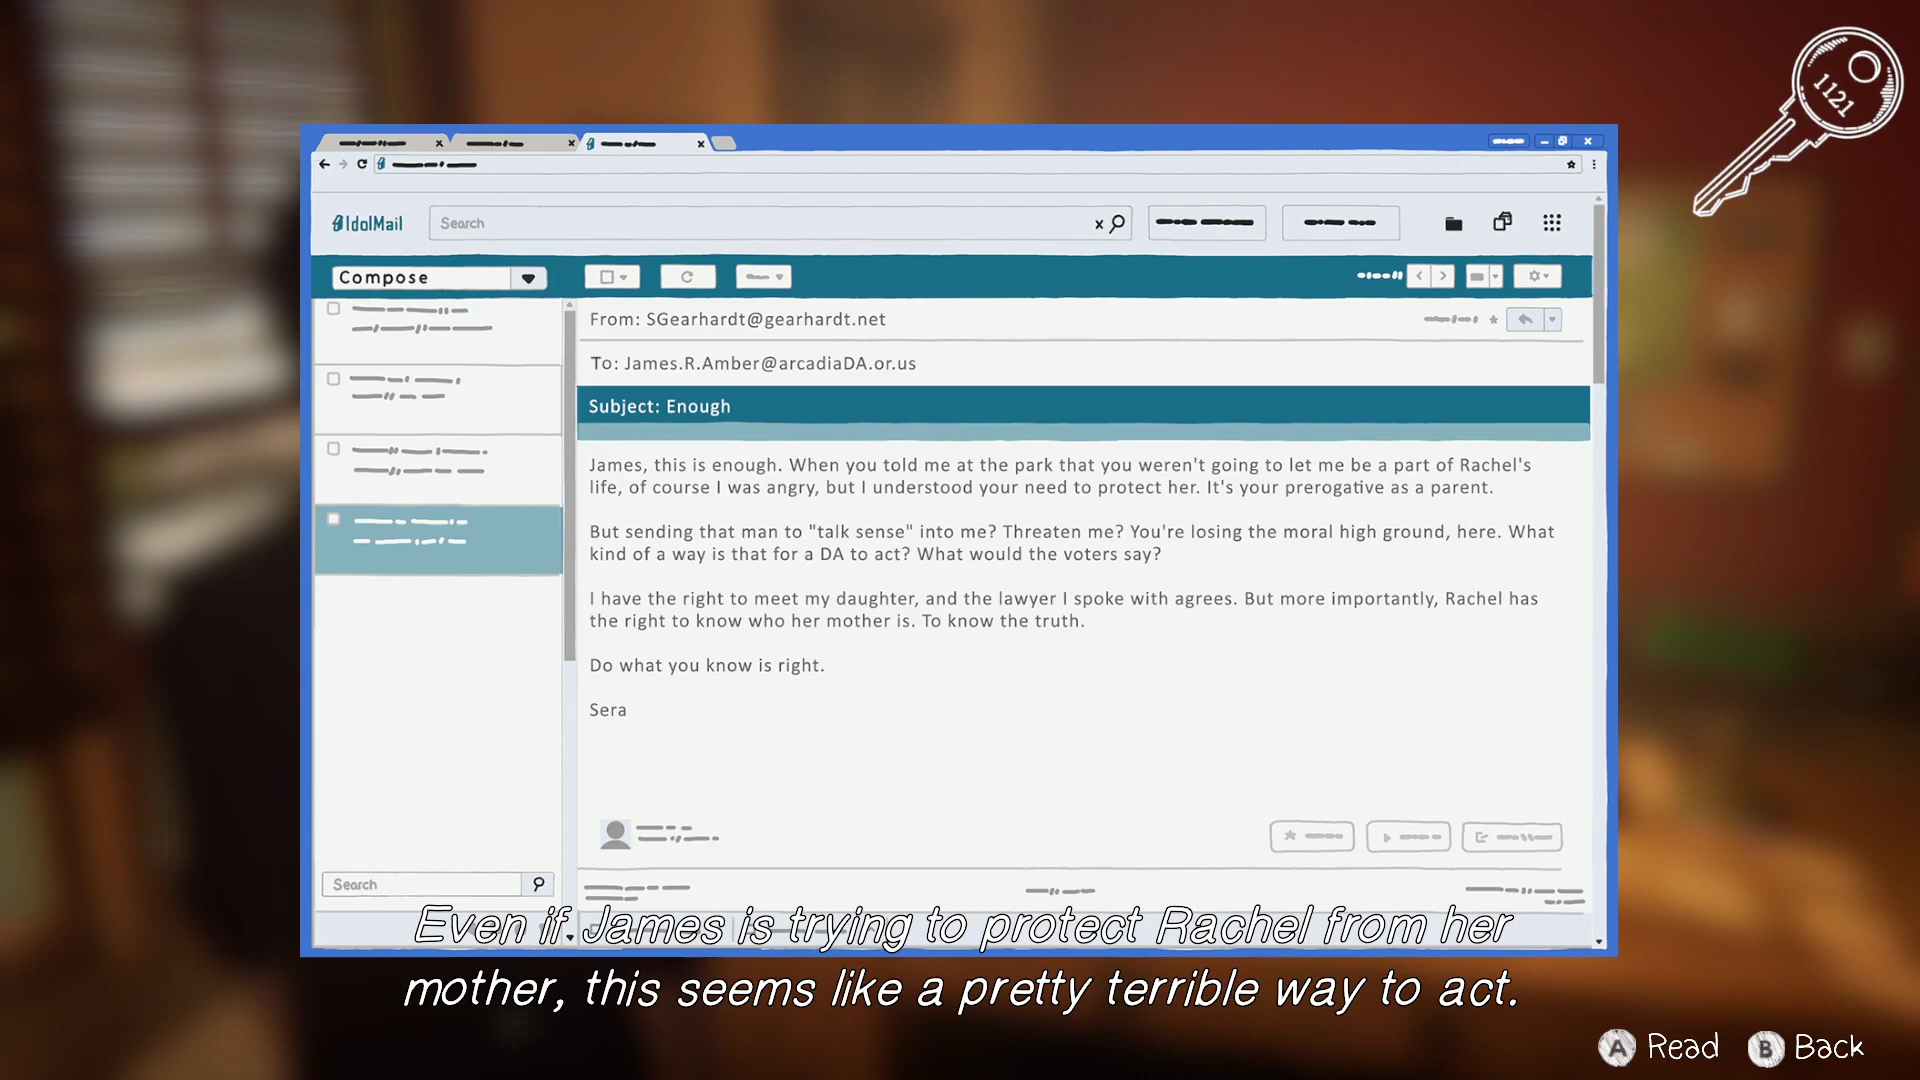 1121
IdolMail
Search
Compose
From: SGearhardt@gearhardt.net
To: James.R.Amber@arcadiaDA.or.us
Subject: Enough
James, this is enough. When you told me at the park that you weren't going to let me be a part of Rachel's
life, of course I was angry, but I understood your need to protect her. It's your prerogative as a parent.
But sending that man to "talk sense" into me? Threaten me? You're losing the moral high ground, here. What
kind of a way is that for a DA to act? What would the voters say?
I have the right to meet my daughter, and the lawyer I spoke with agrees. But more importantly, Rachel has
the right to know who her mother is. To know the truth.
Do what you know is right.
Sera
Search
Even if James is trying to protect Rachel from her
mother, this seems like a pretty terrible way to act.
A Read B Back